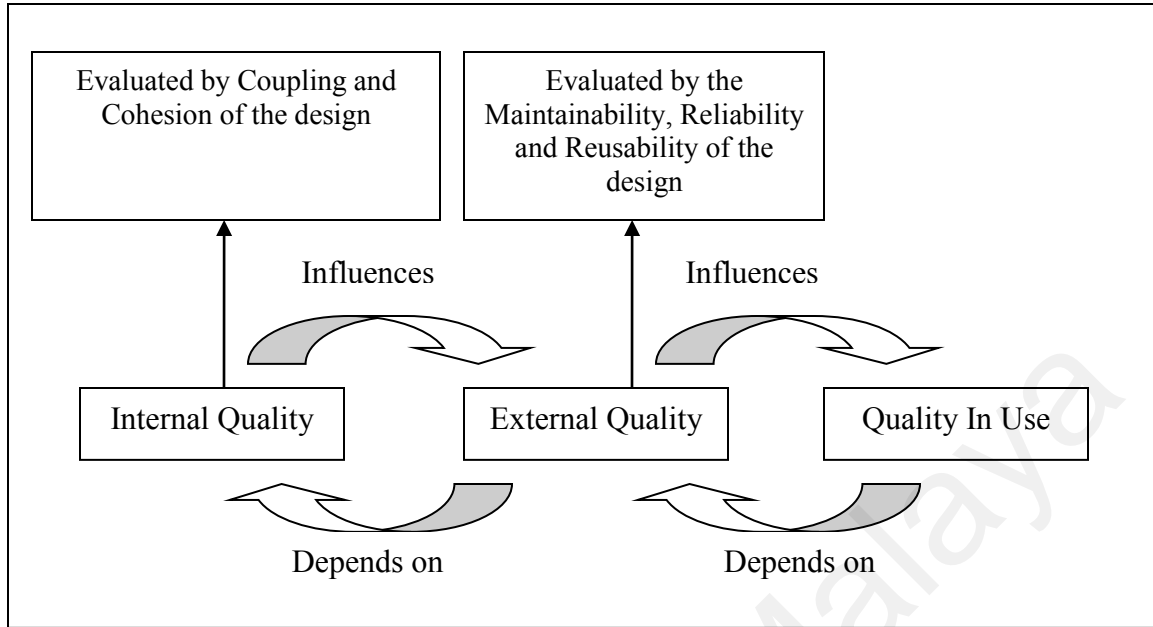 Evaluated by Coupling and
Cohesion of the design
Evaluated by the
Maintainability, Reliability
and Reusability of the
design
Influences
Influences
Internal Quality
External Quality
Quality In Use
Depends on
Depends on
Malaya